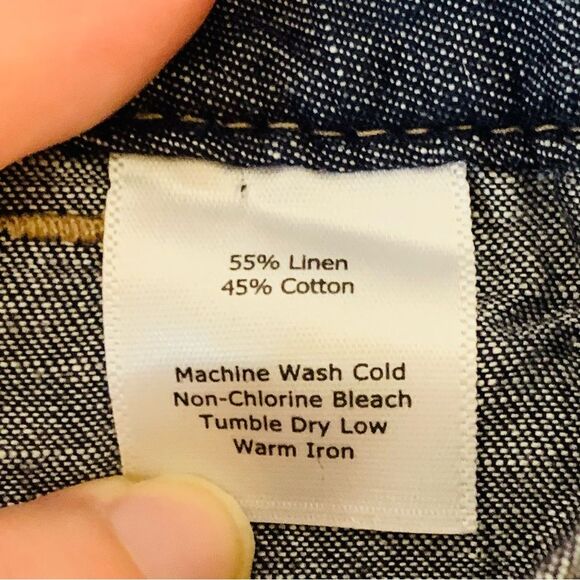 55% Linen
45% Cotton
Machine Wash Cold
Non-Chlorine Bleach
Tumble Dry Low
Warm Iron